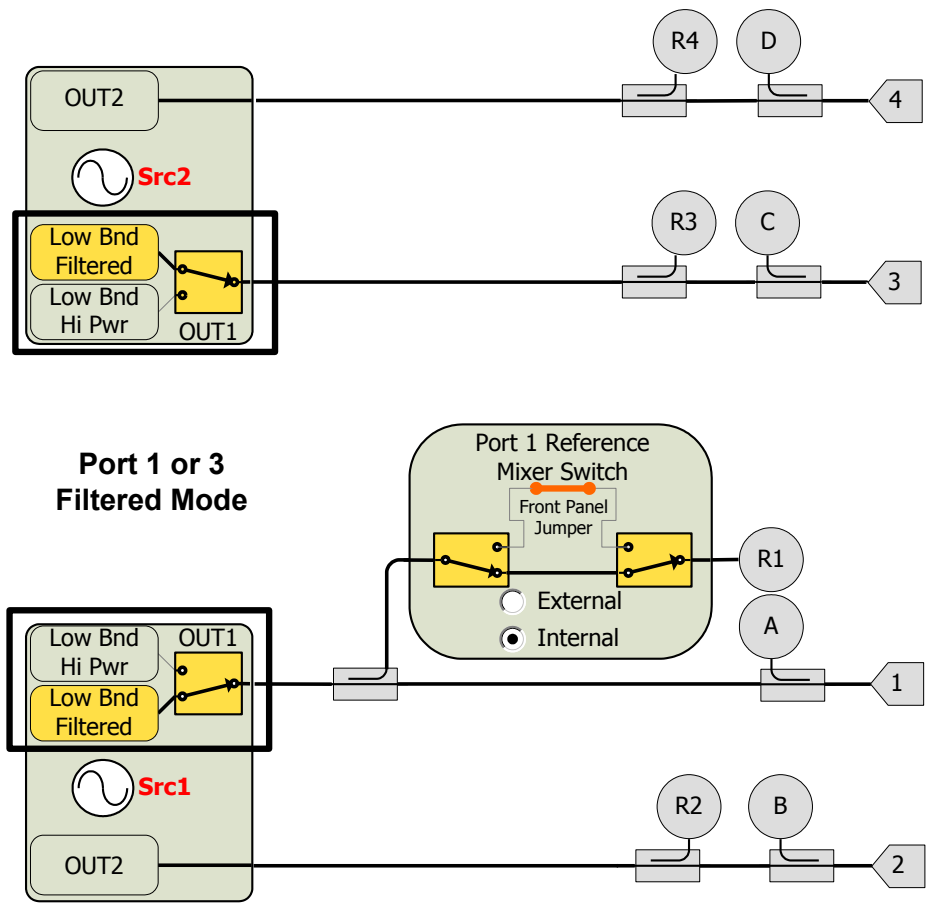 R4
D
OUT2
4
Src2
R3
C
Low Bnd
Filtered
3
Low Bnd
Hi Pwr
OUT1
Port 1 or 3
Filtered Mode
Port 1 Reference
Mixer Switch
Front Panel
Jumper
R1
External
Internal
A
Low Bnd
Hi Pwr
OUT1
Low Bnd
Filtered
1
Src1
R2
B
OUT2
2